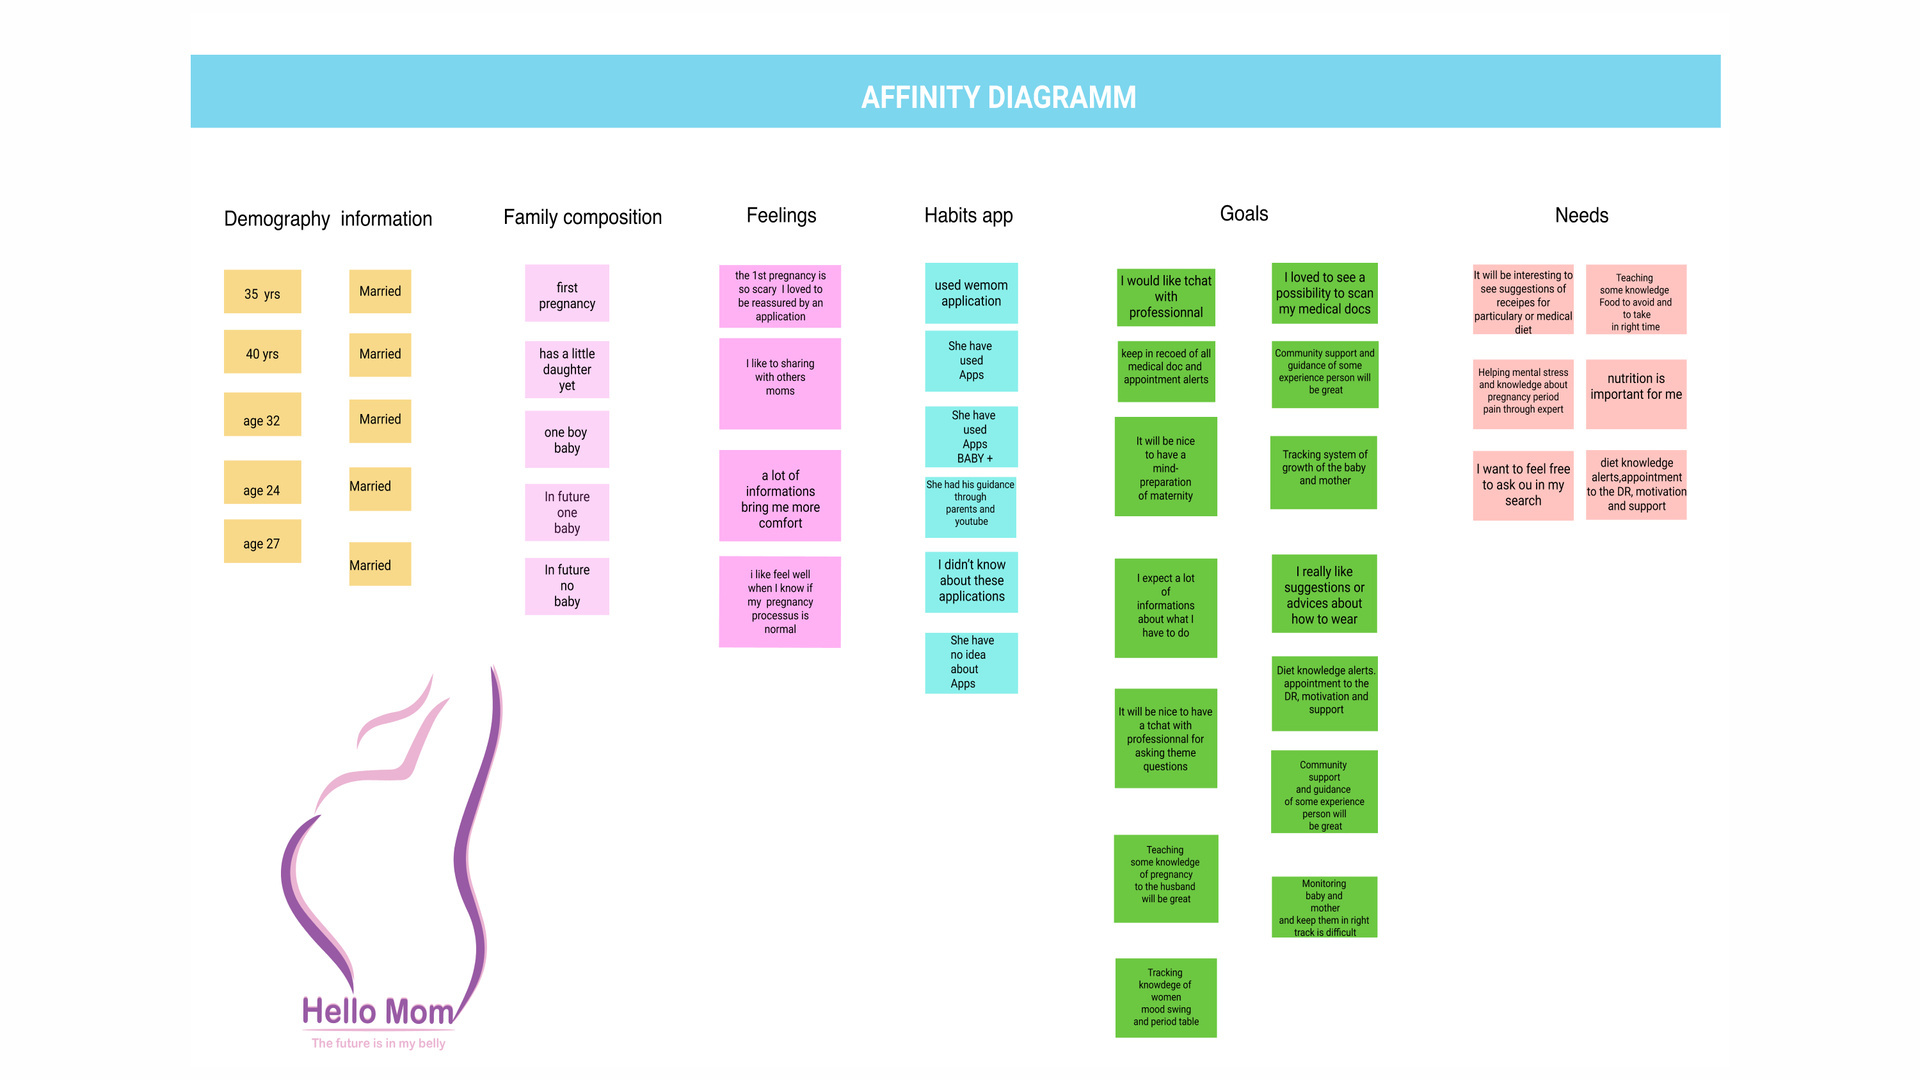 AFFINITY DIAGRAMM
Demography information
35 yrs
Married
40 yrs
Married
age 32
Married
age 24
Married
age 27
Married
Family composition
first
pregnancy
has a little
daughter
yet
one boy
baby
In future
one
baby
In future
no
baby
Feelings
the 1st pregnancy is
so scary I loved to
be reassured by an
application
I like to sharing
with others
moms
a lot of
informations
bring me more
comfort
i like feel well
when I know if
my pregnancy
processus is
normal
Habits app
used wemom
application
She have
used
Apps
She have
used
Apps
BABY +
She had his guidance
through
parents and
youtube
I didn't know
about these
applications
She have
no idea
about
Apps
Goals
I would like tchat
with
professionnal
keep in recoed of all
medical doc and
appointment alerts
It will be nice
to have a
mind-
preparation
of maternity
I expect a lot
of
informations
about what I
have to do
It will be nice to have
a tchat with
professionnal for
asking theme
questions
Teaching
some knowledge
of pregnancy
to the husband
will be great
Tracking
knowdege of
women
mood swing
and period table
I loved to see a
possibility to scan
my medical docs
Community support and
guidance of some
experience person will
be great
Tracking system of
growth of the baby
and mother
I really like
suggestions or
advices about
how to wear
Diet knowledge alerts.
appointment to the
DR, motivation and
support
Community
support
and guidance
of some experience
person will
be great
Monitoring
baby and
mother
and keep them in right
track is difficult
Needs
It will be interesting to
see suggestions of
receipes for
particulary or medical
diet
Teaching
some knowledge
Food to avoid and
to take
in right time
Helping mental stress
and knowledge about
pregnancy period
pain through expert
nutrition is
important for me
I want to feel free
to ask ou in my
search
diet knowledge
alerts,appointment
to the DR, motivation
and support
Hello Mom
The future is in my belly